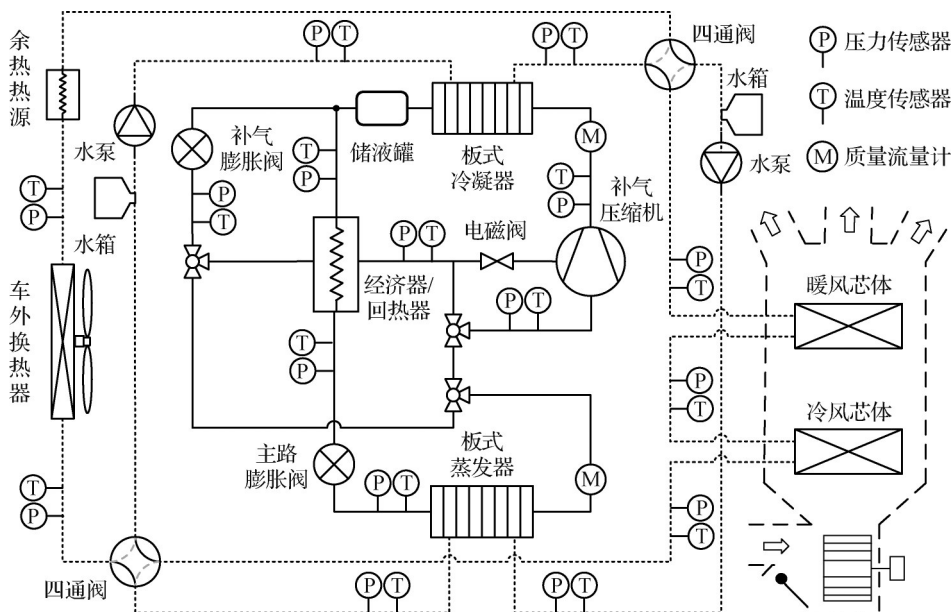 P T
P T
四通阀
P 压力传感器
余热热源
水箱
T 温度传感器
水泵
补气膨胀阀
储液罐
板式
冷凝器
M
水泵
M 质量流量计
T
P
T
P
P
T
T
P
水箱
补气
压缩机
电磁阀
P T
经济器/
回热器
P T
P
T
暖风芯体
车外换热器
T
P
P
T
冷风芯体
主路
膨胀阀
板式
蒸发器
M
P T
T
P
P
T
四通阀
P T
P T